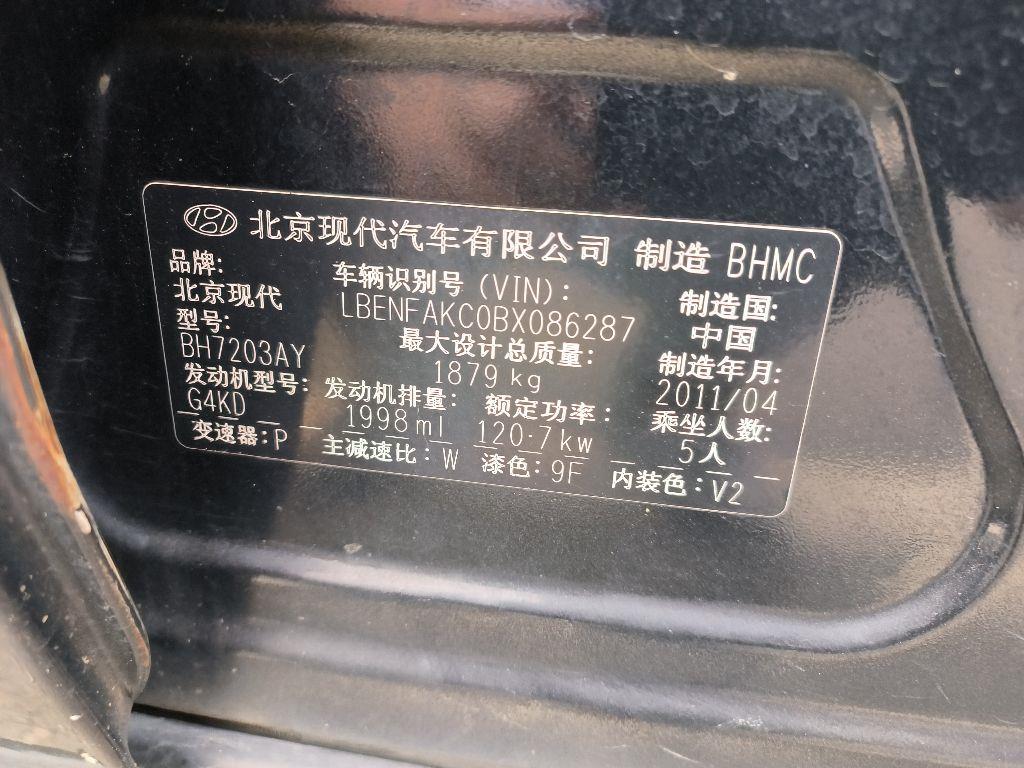 北京现代汽车有限公司 制造 BHMC
品牌: 车辆识别号 (VIN): 制造国:
北京现代 LBENFAKC0BX086287 中国
型号: 最大设计总质量: 制造年月:
BH7203AY 1879 kg 2011/04
发动机型号: 发动机排量: 额定功率: 乘坐人数:
G4KD 1998 ml 120.7 kw 5人
变速器: P 主减速比: W 漆色: 9F 内装色: V2